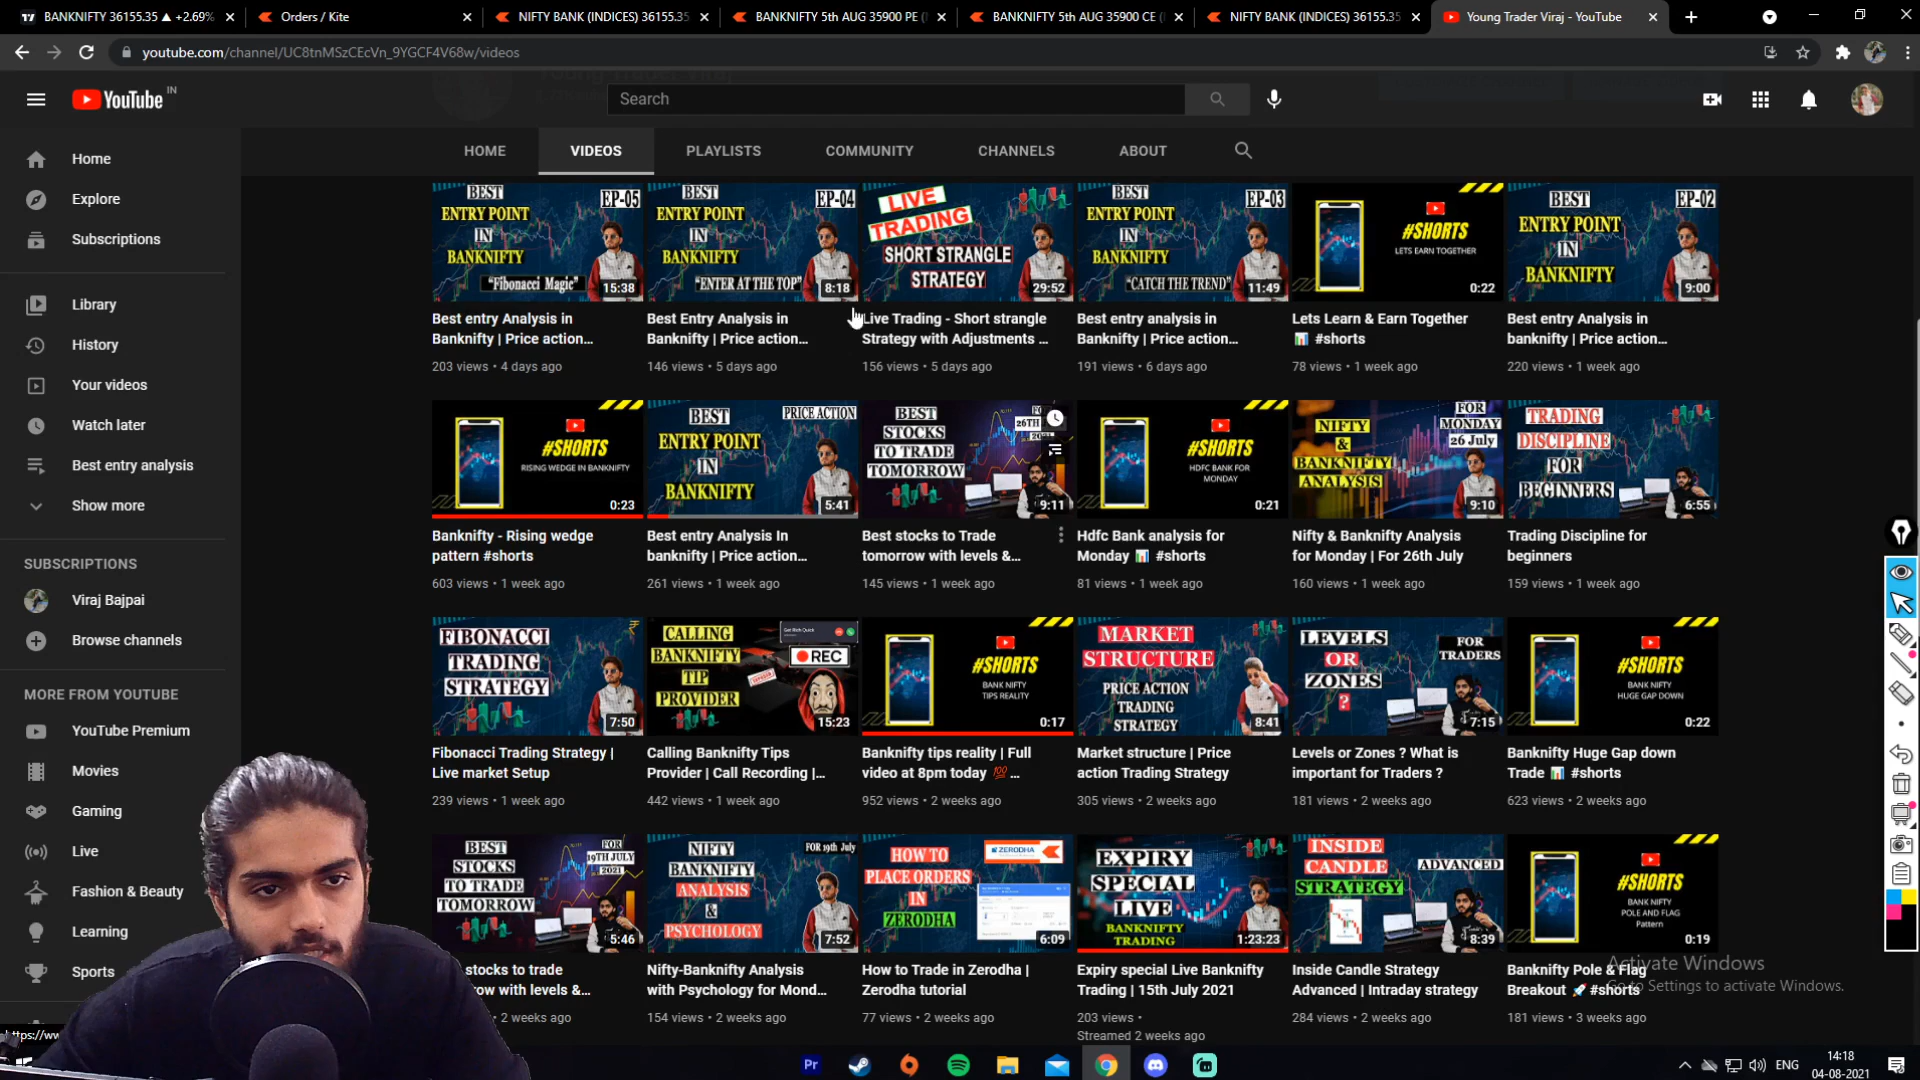 BANKNIFTY 36155.35 ▲ +2.69%
Orders / Kite
NIFTY BANK (INDICES) 36155.35
BANKNIFTY 5th AUG 35900 PE (
BANKNIFTY 5th AUG 35900 CE (
NIFTY BANK (INDICES) 36155.35
Young Trader Viraj - YouTube
youtube.com/channel/UC8tnMSzCEcVn_9YGCF4V68w/videos
YouTube IN
Search
HOME
VIDEOS
PLAYLISTS
COMMUNITY
CHANNELS
ABOUT
Home
Explore
Subscriptions
Library
History
Your videos
Watch later
Best entry analysis
Show more
SUBSCRIPTIONS
Viraj Bajpai
Browse channels
MORE FROM YOUTUBE
YouTube Premium
Movies
Gaming
Live
Fashion & Beauty
Learning
Sports
BEST
ENTRY POINT
IN
BANKNIFTY
EP-05
"Fibonacci Magic"
15:38
Best entry Analysis in
Banknifty | Price action...
203 views • 4 days ago
BEST
ENTRY POINT
IN
BANKNIFTY
EP-04
"ENTER AT THE TOP"
8:18
Best Entry Analysis in
Banknifty | Price action...
146 views • 5 days ago
LIVE
TRADING
SHORT STRANGLE
STRATEGY
29:52
Live Trading - Short strangle
Strategy with Adjustments ...
156 views • 5 days ago
BEST
ENTRY POINT
IN
BANKNIFTY
EP-03
"CATCH THE TREND"
11:49
Best entry analysis in
Banknifty | Price action...
191 views • 6 days ago
#SHORTS
LETS EARN TOGETHER
0:22
Lets Learn & Earn Together
📊 #shorts
78 views • 1 week ago
BEST
ENTRY POINT
IN
BANKNIFTY
EP-02
9:00
Best entry Analysis in
banknifty | Price action...
220 views • 1 week ago
#SHORTS
RISING WEDGE IN BANKNIFTY
0:23
Banknifty - Rising wedge
pattern #shorts
603 views • 1 week ago
BEST
ENTRY POINT
IN
BANKNIFTY
PRICE ACTION
5:41
Best entry Analysis In
banknifty | Price action...
261 views • 1 week ago
BEST
STOCKS
TO TRADE
TOMORROW
26TH
9:11
Best stocks to Trade
tomorrow with levels &...
145 views • 1 week ago
#SHORTS
HDFC BANK FOR
MONDAY
0:21
Hdfc Bank analysis for
Monday 📊 #shorts
81 views • 1 week ago
NIFTY
&
BANKNIFTY
ANALYSIS
FOR
MONDAY
26 July
9:10
Nifty & Banknifty Analysis
for Monday | For 26th July
160 views • 1 week ago
TRADING
DISCIPLINE
FOR
BEGINNERS
6:55
Trading Discipline for
beginners
159 views • 1 week ago
FIBONACCI
TRADING
STRATEGY
₹
7:50
Fibonacci Trading Strategy |
Live market Setup
239 views • 1 week ago
CALLING
BANKNIFTY
TIP
PROVIDER
Get Rich Quick
REC
15:23
Calling Banknifty Tips
Provider | Call Recording |...
442 views • 1 week ago
#SHORTS
BANK NIFTY
TIPS REALITY
0:17
Banknifty tips reality | Full
video at 8pm today 💯 ...
952 views • 2 weeks ago
MARKET
STRUCTURE
PRICE ACTION
TRADING
STRATEGY
8:41
Market structure | Price
action Trading Strategy
305 views • 2 weeks ago
LEVELS
OR
ZONES
?
FOR
TRADERS
7:15
Levels or Zones ? What is
important for Traders ?
181 views • 2 weeks ago
#SHORTS
BANK NIFTY
HUGE GAP DOWN
0:22
Banknifty Huge Gap down
Trade 📊 #shorts
623 views • 2 weeks ago
BEST
STOCKS
TO TRADE
TOMORROW
FOR
19TH JULY
2021
5:46
stocks to trade
row with levels &...
2 weeks ago
NIFTY
BANKNIFTY
ANALYSIS
&
PSYCHOLOGY
FOR 19th July
7:52
Nifty-Banknifty Analysis
with Psychology for Mond...
154 views • 2 weeks ago
HOW TO
PLACE ORDERS
IN
ZERODHA
ZERODHA
6:09
How to Trade in Zerodha |
Zerodha tutorial
77 views • 2 weeks ago
EXPIRY
SPECIAL
LIVE
BANKNIFTY
TRADING
1:23:23
Expiry special Live Banknifty
Trading | 15th July 2021
203 views •
Streamed 2 weeks ago
INSIDE
CANDLE
STRATEGY
ADVANCED
8:39
Inside Candle Strategy
Advanced | Intraday strategy
284 views • 2 weeks ago
#SHORTS
BANK NIFTY
POLE AND FLAG
Pattern
0:19
Banknifty Pole & Flag
Breakout 🚀 #shorts
181 views • 3 weeks ago
Activate Windows
Go to Settings to activate Windows.
https://ww
Pr
ENG
14:18
04-08-2021